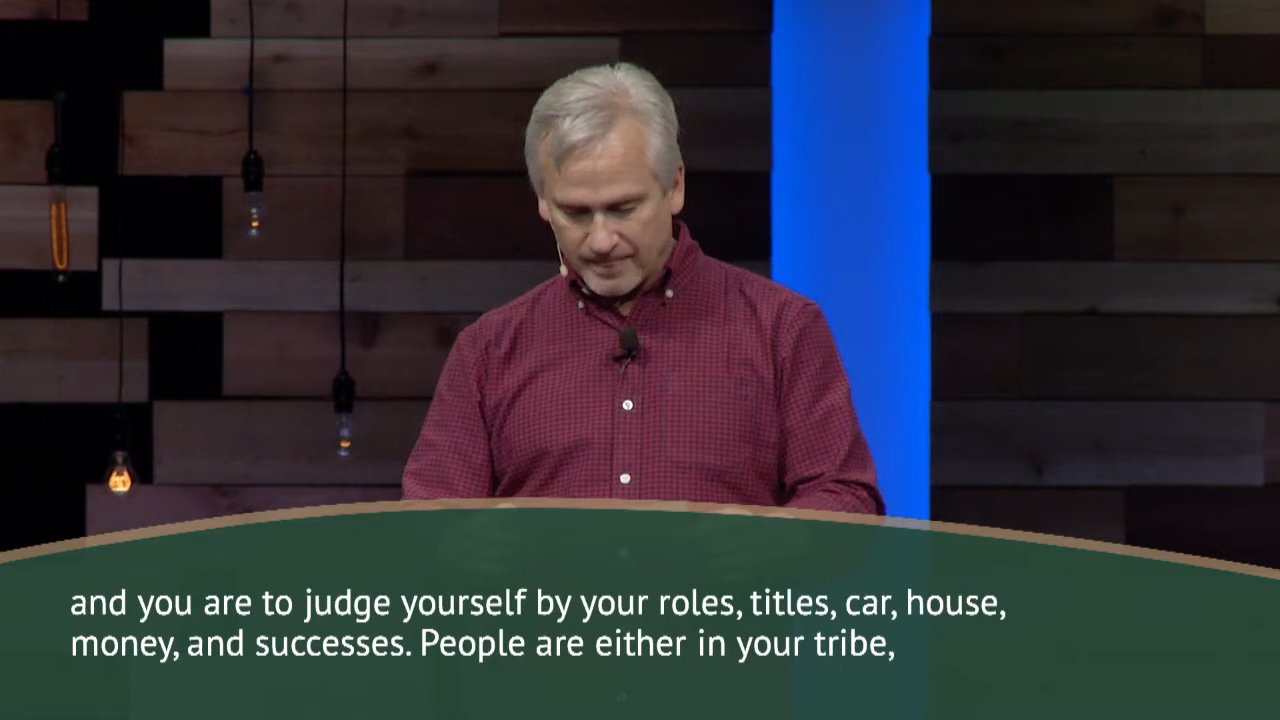 and you are to judge yourself by your roles, titles, car, house,
money, and successes. People are either in your tribe,